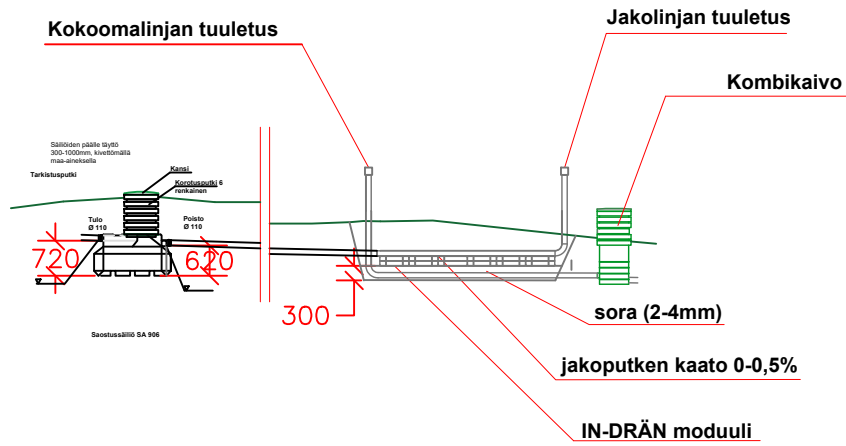 Kokoomalinjan tuuletus
Jakolinjan tuuletus
Kombikaivo
Säiliöiden päälle täyttö
300-1000mm, kivettömällä
maa-aineksella
Tarkistusputki
Kansi
Korotusputki 6
renkainen
Tulo
Ø 110
Poisto
Ø 110
720
620
300
sora (2-4mm)
Saostussäiliö SA 906
jakoputken kaato 0-0,5%
IN-DRÄN moduuli